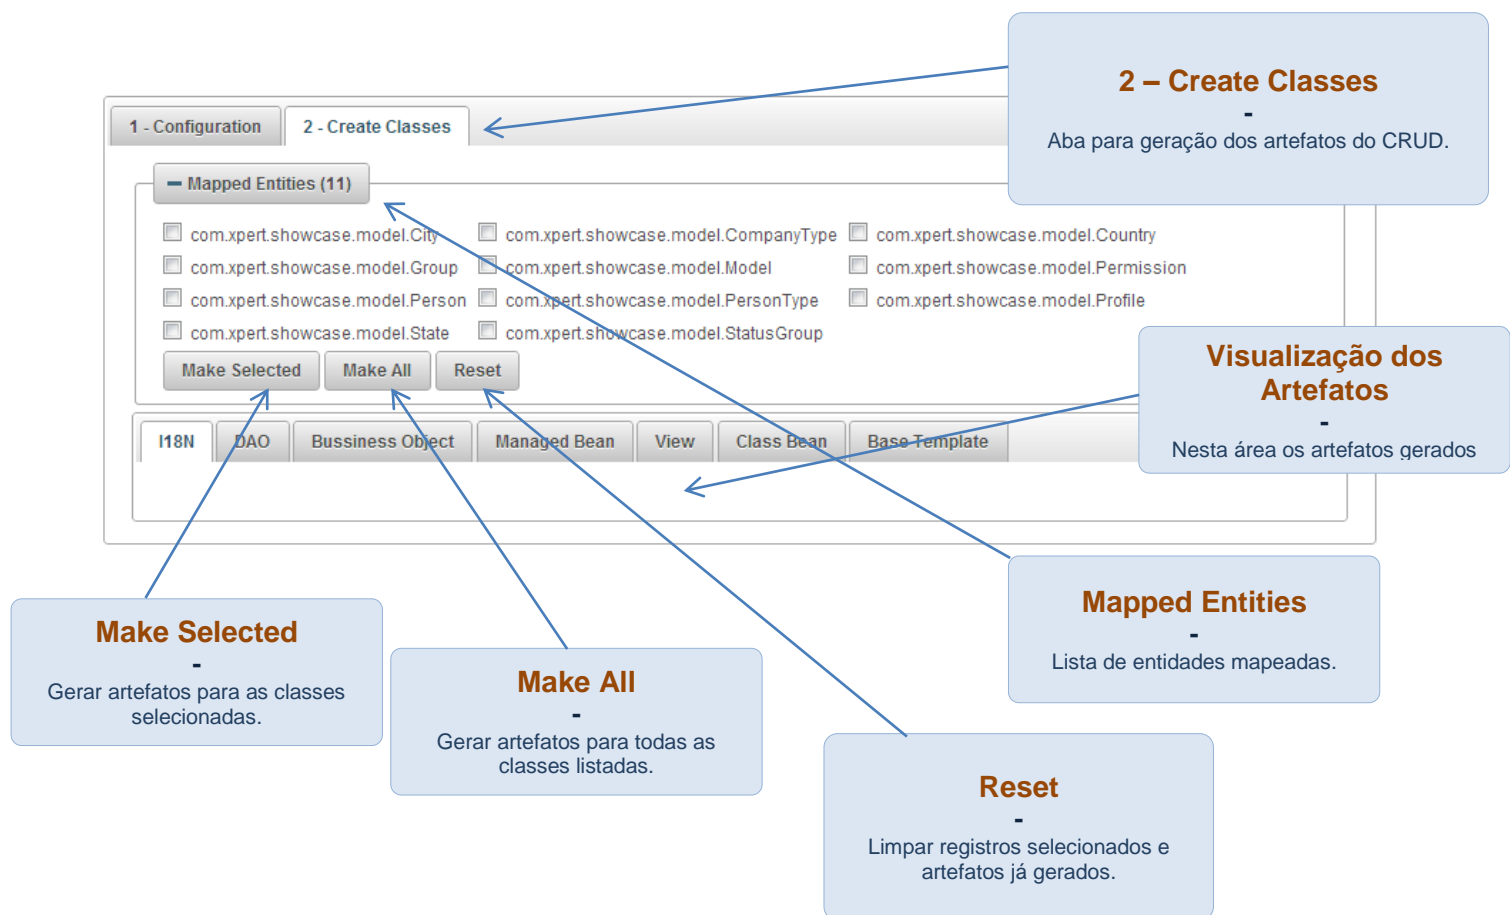 2 – Create Classes
-
Aba para geração dos artefatos do CRUD.
1 - Configuration 2 - Create Classes
Mapped Entities (11)
com.xpert.showcase.model.City com.xpert.showcase.model.CompanyType com.xpert.showcase.model.Country
com.xpert.showcase.model.Group com.xpert.showcase.model.Model com.xpert.showcase.model.Permission
com.xpert.showcase.model.Person com.xpert.showcase.model.PersonType com.xpert.showcase.model.Profile
com.xpert.showcase.model.State com.xpert.showcase.model.StatusGroup
Make Selected Make All Reset
Visualização dos
Artefatos
-
Nesta área os artefatos gerados
I18N DAO Bussiness Object Managed Bean View Class Bean Base Template
Mapped Entities
-
Lista de entidades mapeadas.
Make Selected
-
Gerar artefatos para as classes
selecionadas.
Make All
-
Gerar artefatos para todas as
classes listadas.
Reset
-
Limpar registros selecionados e
artefatos já gerados.